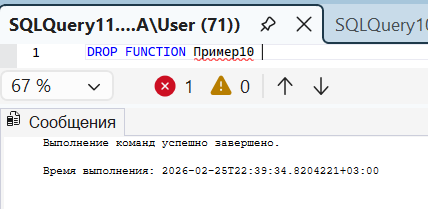 SQLQuery11....A\User (71))
SQLQuery10
1 DROP FUNCTION Пример10
67 %
1
0
Сообщения
Выполнение команд успешно завершено.
Время выполнения: 2026-02-25T22:39:34.8204221+03:00